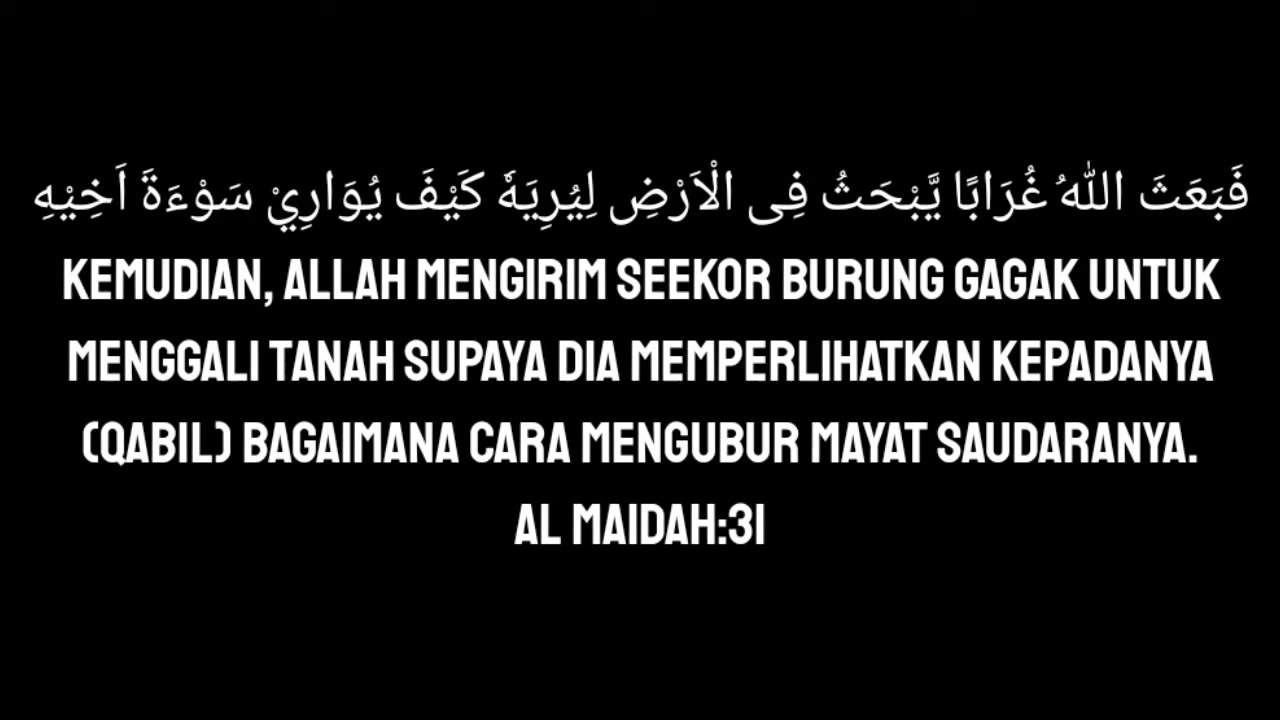 فَبَعَثَ اللّٰهُ غُرَابًا يَّبْحَثُ فِى الْاَرْضِ لِيُرِيَهٗ كَيْفَ يُوَارِيْ سَوْءَةَ اَخِيْهِ
KEMUDIAN, ALLAH MENGIRIM SEEKOR BURUNG GAGAK UNTUK
MENGGALI TANAH SUPAYA DIA MEMPERLIHATKAN KEPADANYA
(QABIL) BAGAIMANA CARA MENGUBUR MAYAT SAUDARANYA.
AL MAIDAH:31